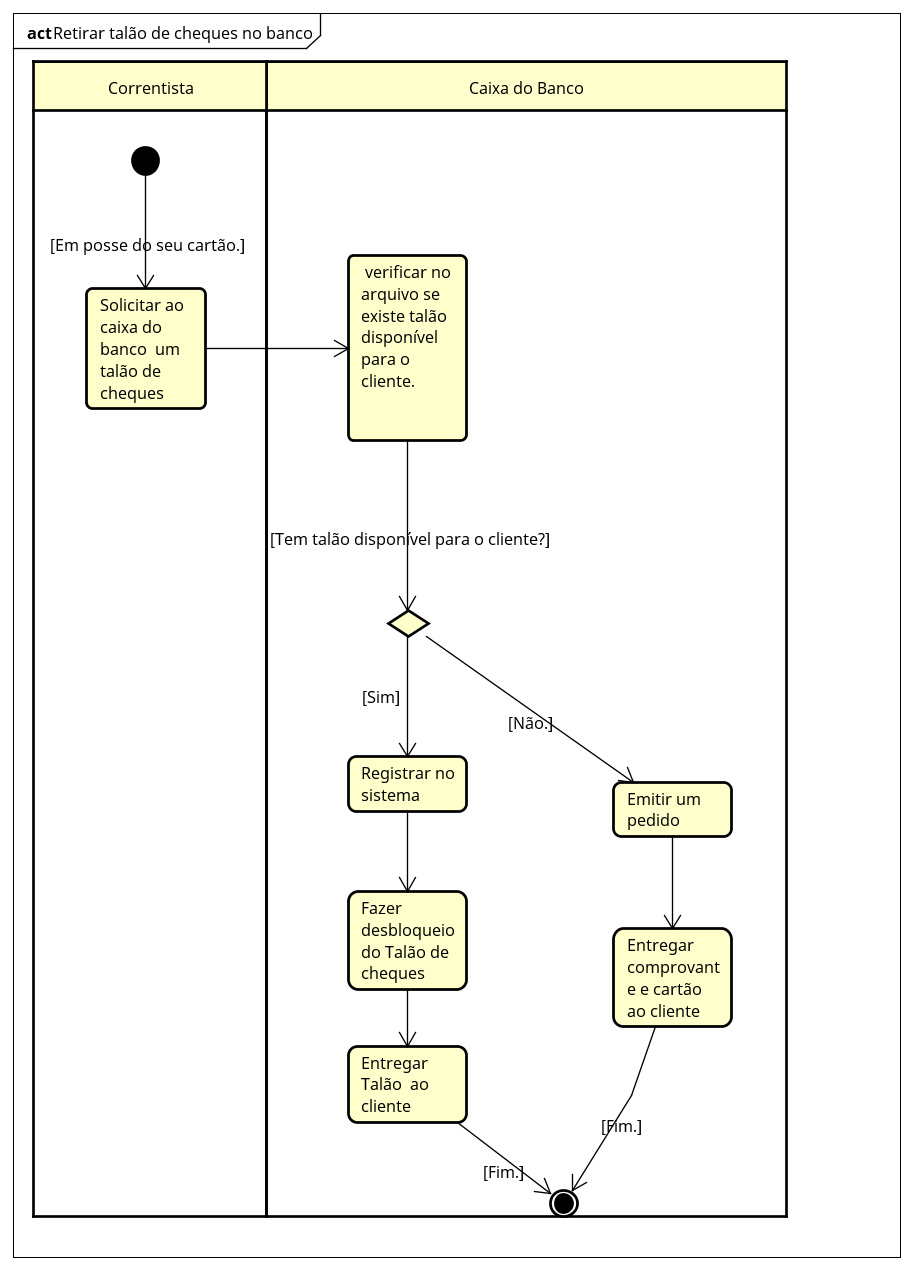 act Retirar talão de cheques no banco
Correntista
Caixa do Banco
[Em posse do seu cartão.]
Solicitar ao
caixa do
banco um
talão de
cheques
verificar no
arquivo se
existe talão
disponível
para o
cliente.
[Tem talão disponível para o cliente?]
[Sim]
[Não.]
Registrar no
sistema
Emitir um
pedido
Fazer
desbloqueio
do Talão de
cheques
Entregar
comprovant
e e cartão
ao cliente
Entregar
Talão ao
cliente
[Fim.]
[Fim.]